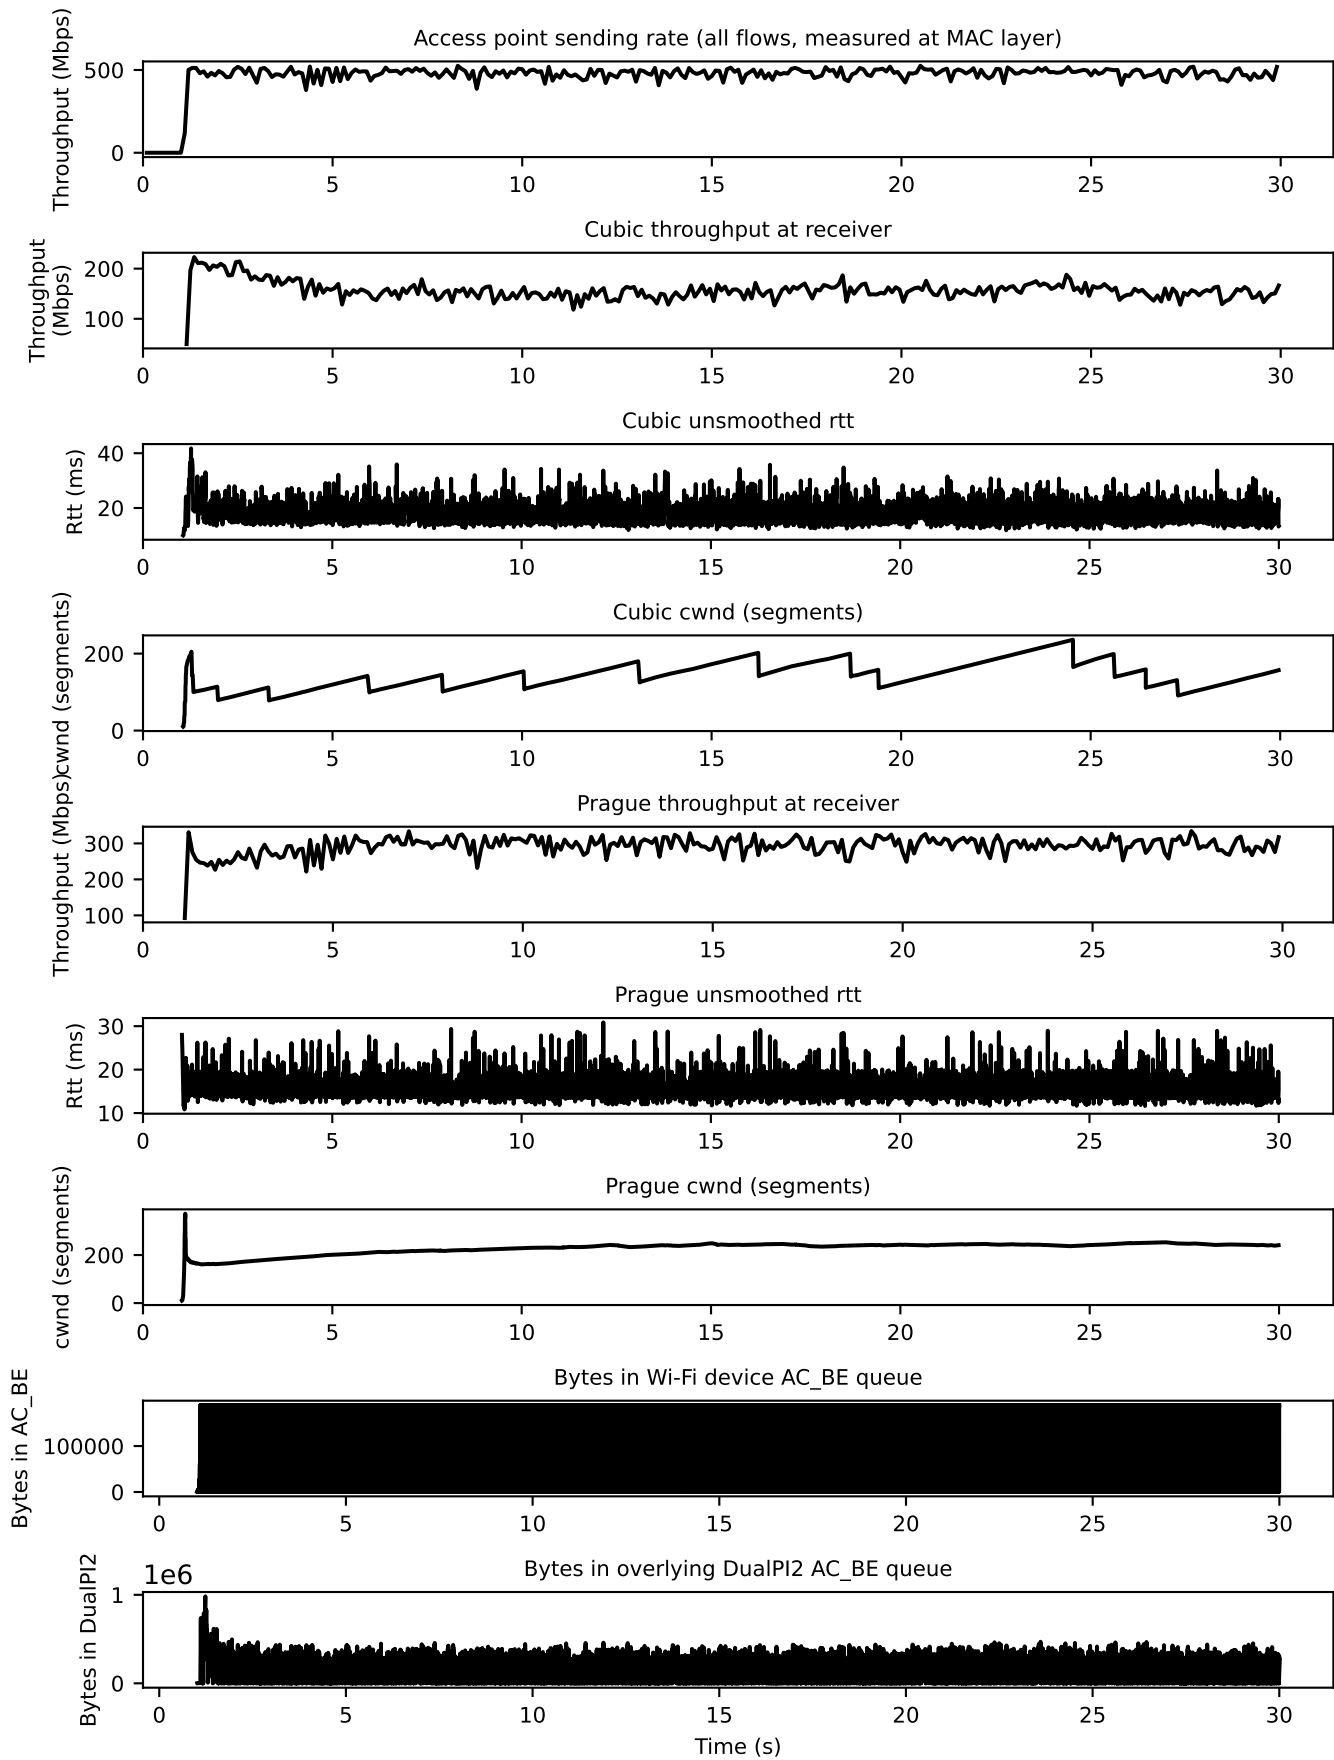 Access point sending rate (all flows, measured at MAC layer)
Throughput (Mbps)
500
0
0 5 10 15 20 25 30
Cubic throughput at receiver
Throughput
(Mbps)
200
100
0 5 10 15 20 25 30
Cubic unsmoothed rtt
Rtt (ms)
40
20
0 5 10 15 20 25 30
Cubic cwnd (segments)
cwnd (segments)
200
0
0 5 10 15 20 25 30
Prague throughput at receiver
Throughput (Mbps)
300
200
100
0 5 10 15 20 25 30
Prague unsmoothed rtt
Rtt (ms)
30
20
10
0 5 10 15 20 25 30
Prague cwnd (segments)
cwnd (segments)
200
0
0 5 10 15 20 25 30
Bytes in Wi-Fi device AC_BE queue
Bytes in AC_BE
100000
0
0 5 10 15 20 25 30
Bytes in overlying DualPI2 AC_BE queue
1e6
Bytes in DualPI2
1
0
0 5 10 15 20 25 30
Time (s)